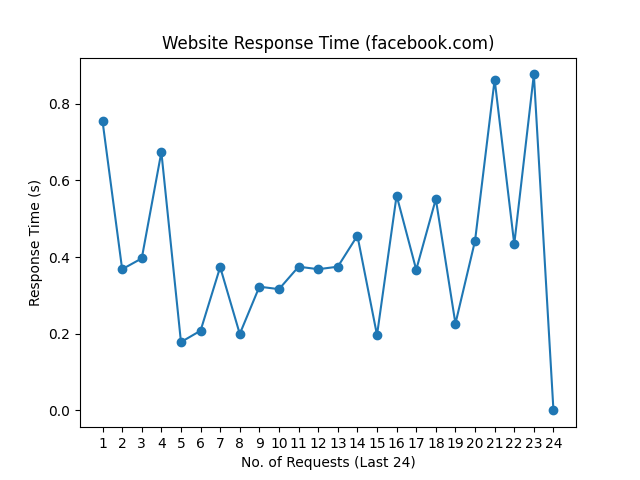 Website Response Time (facebook.com)
Response Time (s)
0.8
0.6
0.4
0.2
0.0
1 2 3 4 5 6 7 8 9 10 11 12 13 14 15 16 17 18 19 20 21 22 23 24
No. of Requests (Last 24)